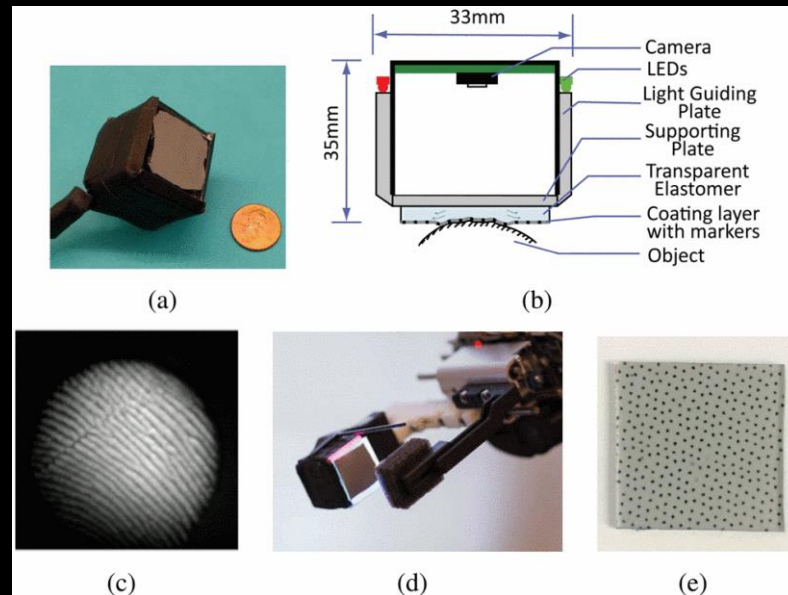 33mm
35mm
Camera
LEDs
Light Guiding
Plate
Supporting
Plate
Transparent
Elastomer
Coating layer
with markers
Object
(a)
(b)
(c)
(d)
(e)